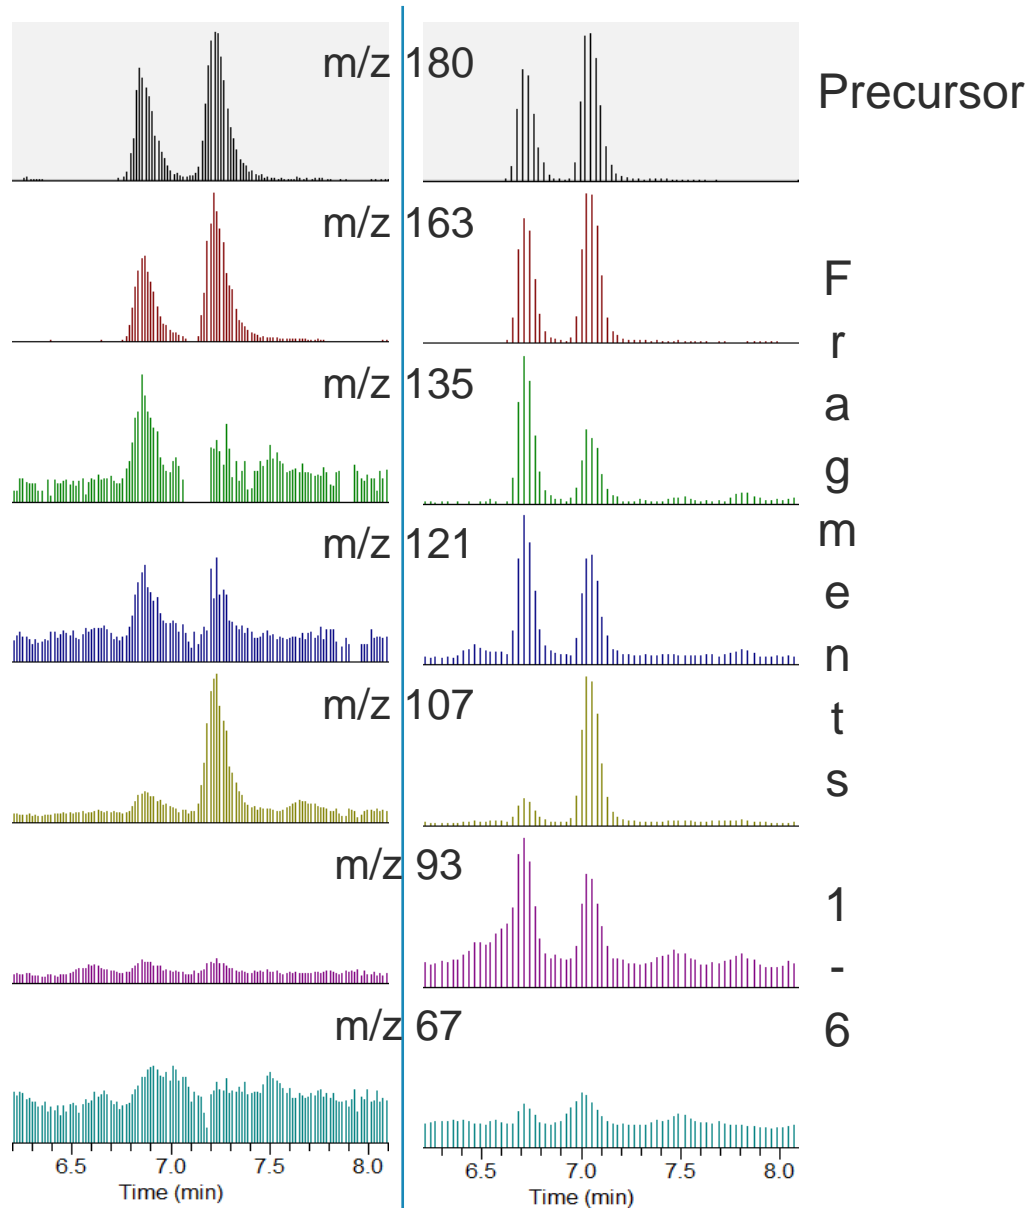 m/z 180
Precursor
m/z 163
m/z 135
m/z 121
m/z 107
m/z 93
m/z 67
F
r
a
g
m
e
n
t
s
1
-
6
6.5 7.0 7.5 8.0
Time (min)
6.5 7.0 7.5 8.0
Time (min)